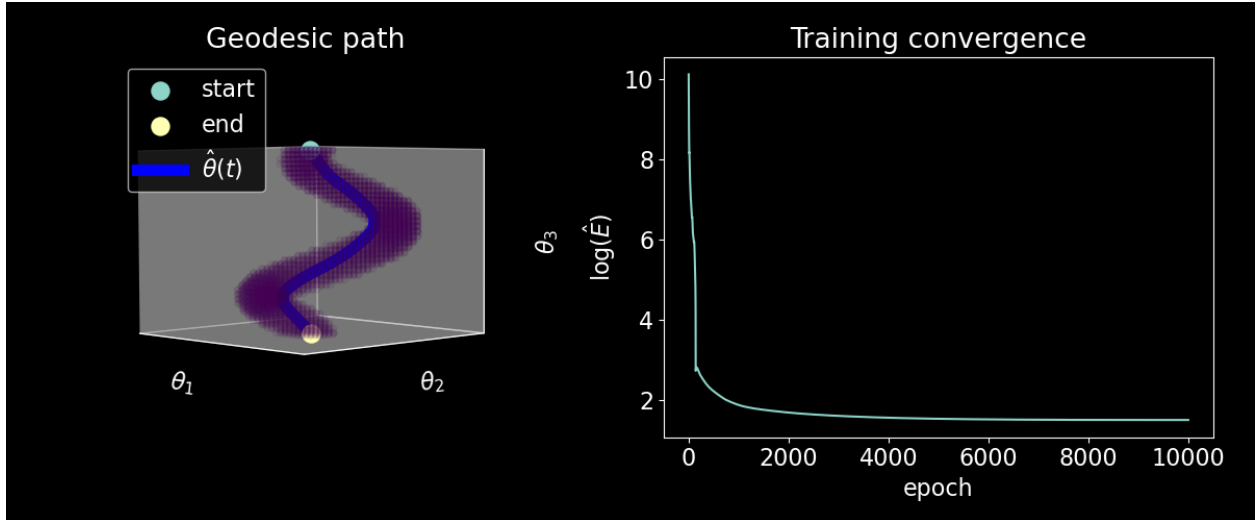 Geodesic path
start
end
θ̂(t)
θ₁
θ₂
θ₃
Training convergence
10
8
6
4
2
log(Ê)
0
2000
4000
6000
8000
10000
epoch